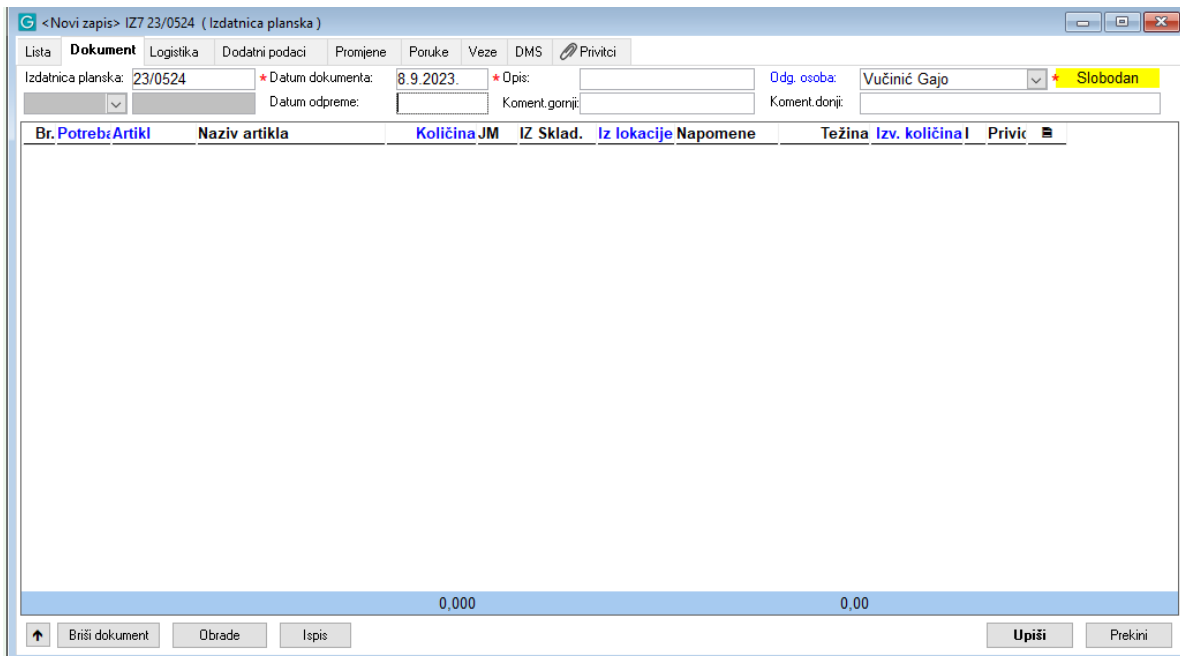 G <Novi zapis> IZ7 23/0524 ( Izdatnica planska )
Lista Dokument Logistika Dodatni podaci Promjene Poruke Veze DMS Privitci
Izdatnica planska: 23/0524 * Datum dokumenta: 8.9.2023. * Opis: Odg. osoba: Vučinić Gajo * Slobodan
Datum odpreme: Koment.gornji: Koment.donji:
Br. Potreba Artikl Naziv artikla Količina JM IZ Sklad. Iz lokacije Napomene Težina Izv. količina I Privic
0,000 0,00
Briši dokument Obrade Ispis Upiši Prekini